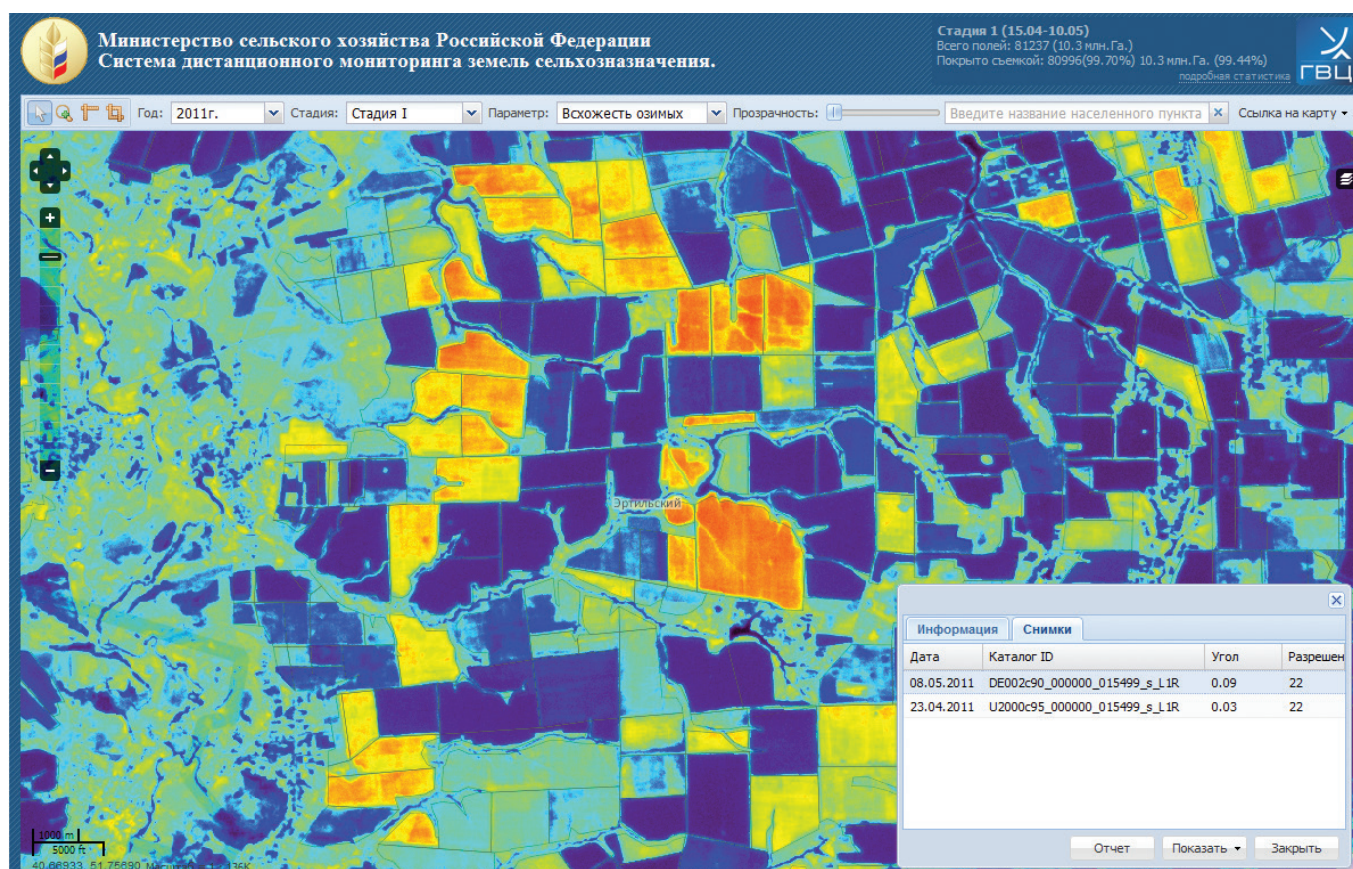 Министерство сельского хозяйства Российской Федерации
Система дистанционного мониторинга земель сельхозназначения.
Стадия 1 (15.04-10.05)
Всего полей: 81237 (10.3 млн.Га.)
Покрыто съемкой: 80996(99.70%) 10.3 млн.Га. (99.44%)
подробная статистика
ГВЦ
Год: 2011г. Стадия: Стадия I Параметр: Всхожесть озимых Прозрачность: Введите название населенного пункта Ссылка на карту
Эртильский
Информация Снимки
Дата Каталог ID Угол Разрешен
08.05.2011 DE002c90_000000_015499_s_L1R 0.09 22
23.04.2011 U2000c95_000000_015499_s_L1R 0.03 22
Отчет Показать Закрыть
1000 m
5000 ft